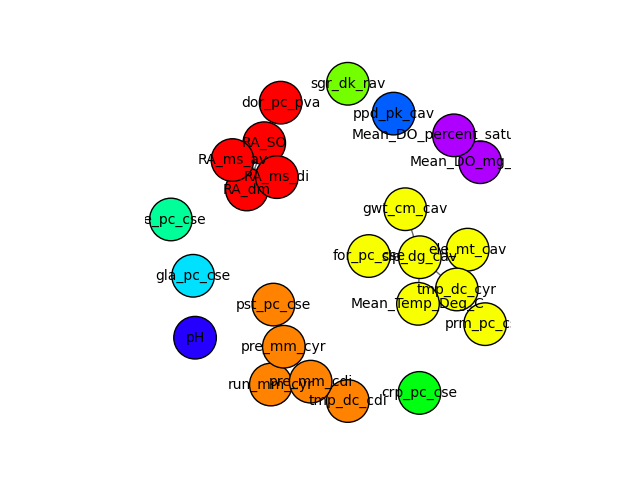 sgr_dk_rav
dor_pc_pva
ppd_pk_cav
Mean_DO_percent_satu
RA_SO
RA_ms_av
Mean_DO_mg_
RA_ms_di
RA_dm
gwt_cm_cav
e_pc_cse
ele_mt_cav
for_pc_cse
slp_dg_cav
gla_pc_cse
tmp_dc_cyr
Mean_Temp_Deg_C
pst_pc_cse
prm_pc_c
pH
pre_mm_cyr
pre_mm_cdi
run_mm_cyr
crp_pc_cse
tmp_dc_cdi